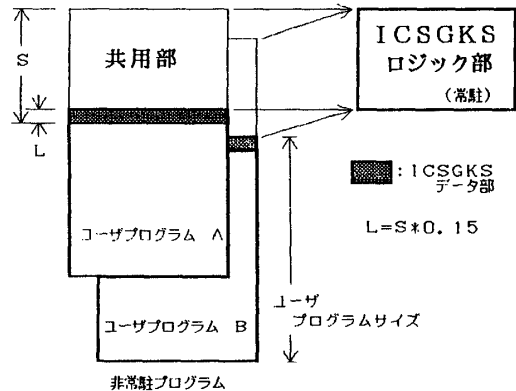 S
L
共用部
ICSGKS
ロジック部
(常駐)
:ICSGKS
データ部
L=S*0.15
ユーザプログラム A
ユーザプログラム B
ユーザ
プログラムサイズ
非常駐プログラム